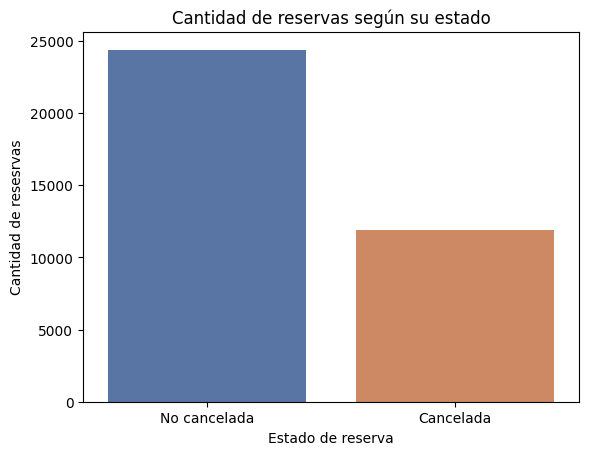 Cantidad de reservas según su estado
Cantidad de resesrvas
25000
20000
15000
10000
5000
0
No cancelada
Cancelada
Estado de reserva